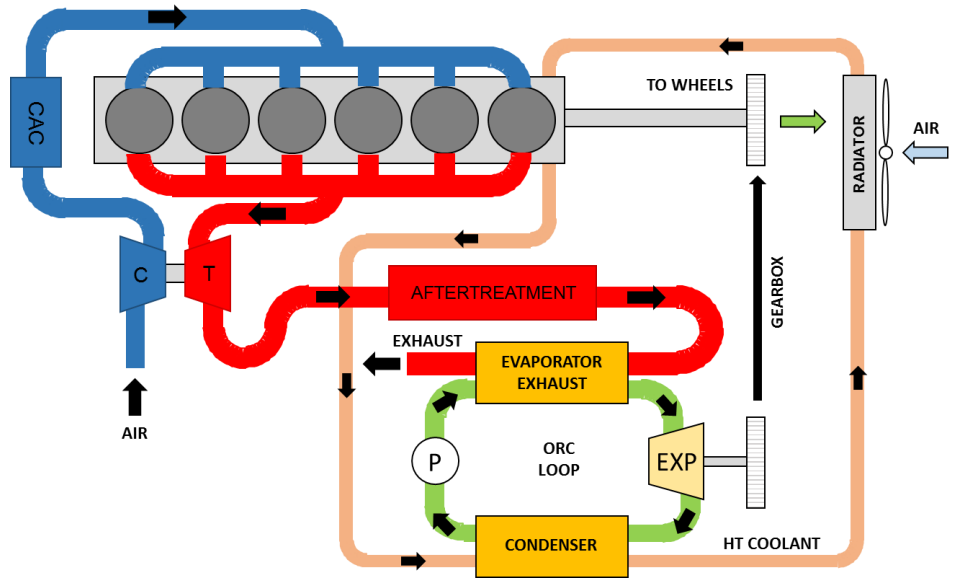 CAC
TO WHEELS
AIR
RADIATOR
C
T
AFTERTREATMENT
GEARBOX
EXHAUST
EVAPORATOR
EXHAUST
AIR
ORC
LOOP
P
EXP
CONDENSER
HT COOLANT